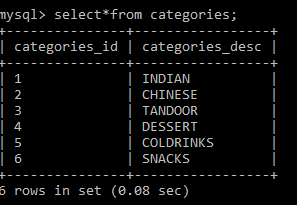 mysql> select*from categories;
+---------------+-----------------+
| categories_id | categories_desc |
+---------------+-----------------+
| 1             | INDIAN          |
| 2             | CHINESE         |
| 3             | TANDOOR         |
| 4             | DESSERT         |
| 5             | COLDRINKS       |
| 6             | SNACKS          |
+---------------+-----------------+
6 rows in set (0.08 sec)